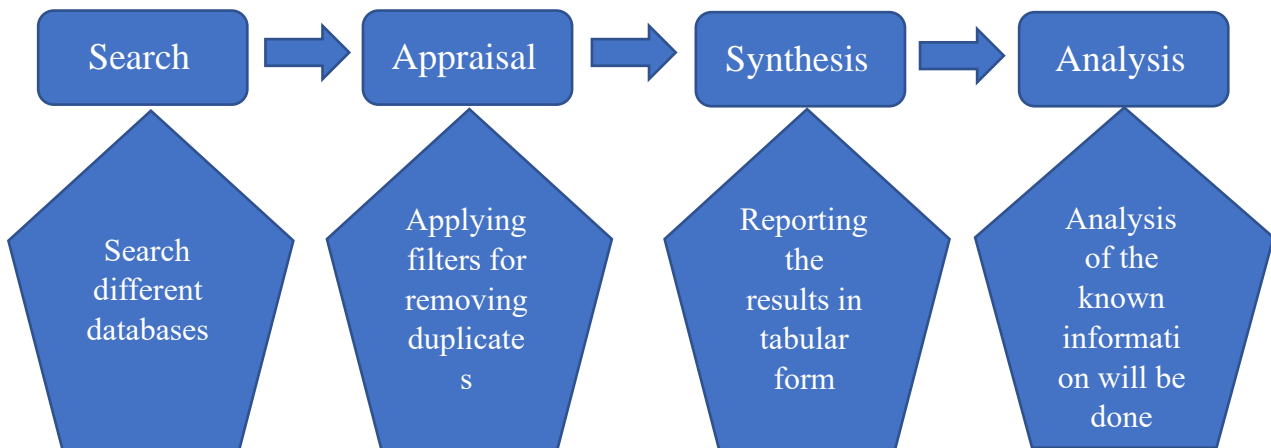 Search
Appraisal
Synthesis
Analysis
Search
different
databases
Applying
filters for
removing
duplicate
s
Reporting
the
results in
tabular
form
Analysis
of the
known
informati
on will be
done